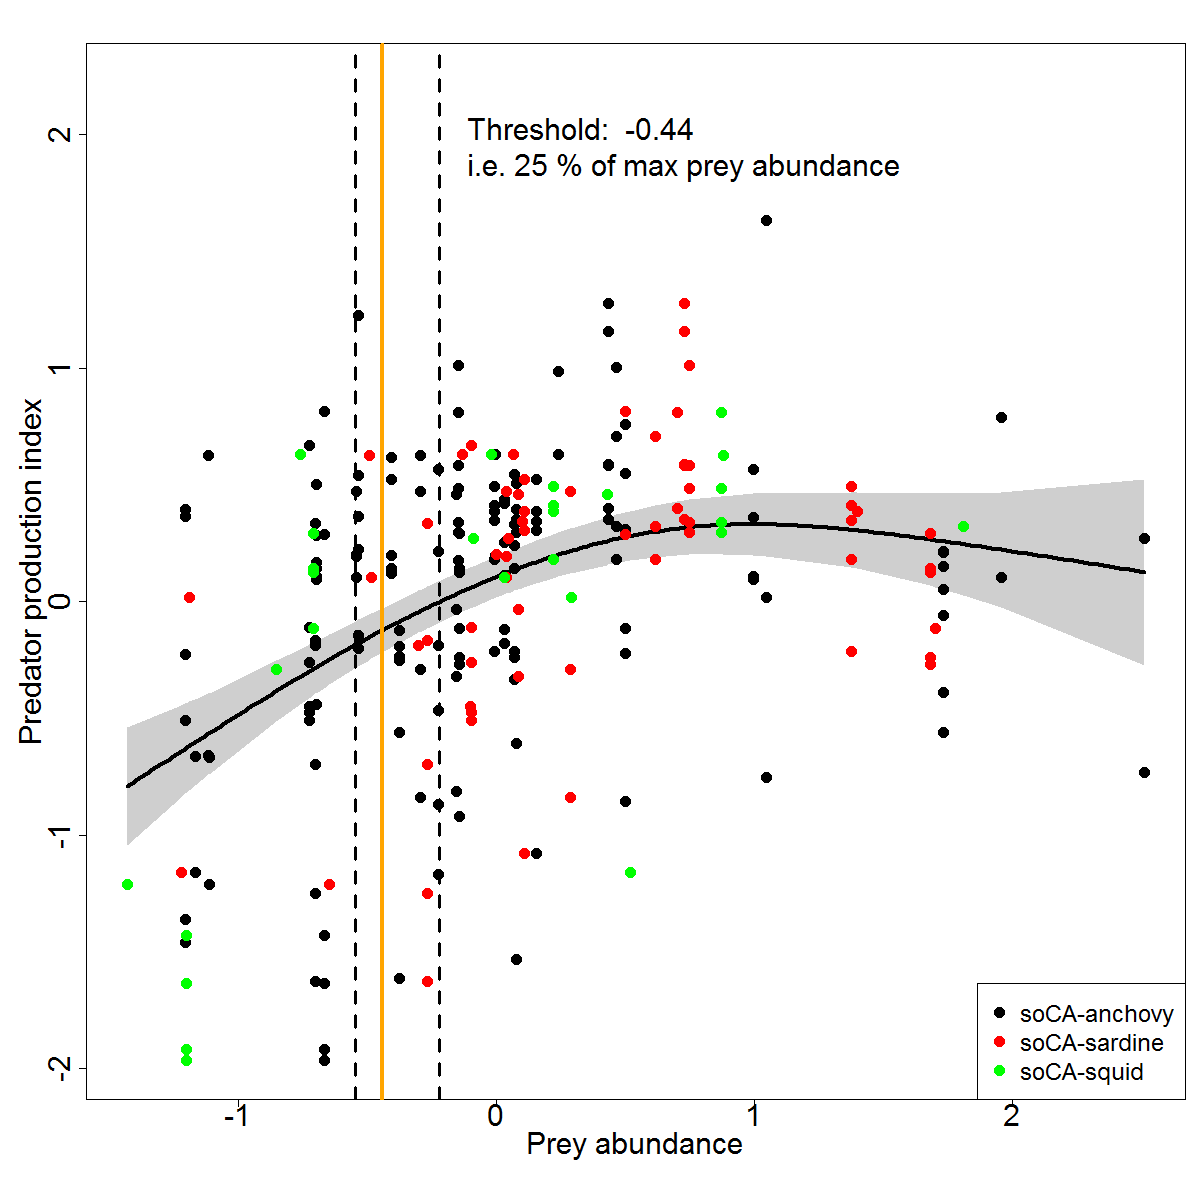 Threshold:  -0.44
i.e. 25 % of max prey abundance
Predator production index
2
1
0
-1
-2
-1
0
1
2
Prey abundance
soCA-anchovy
soCA-sardine
soCA-squid